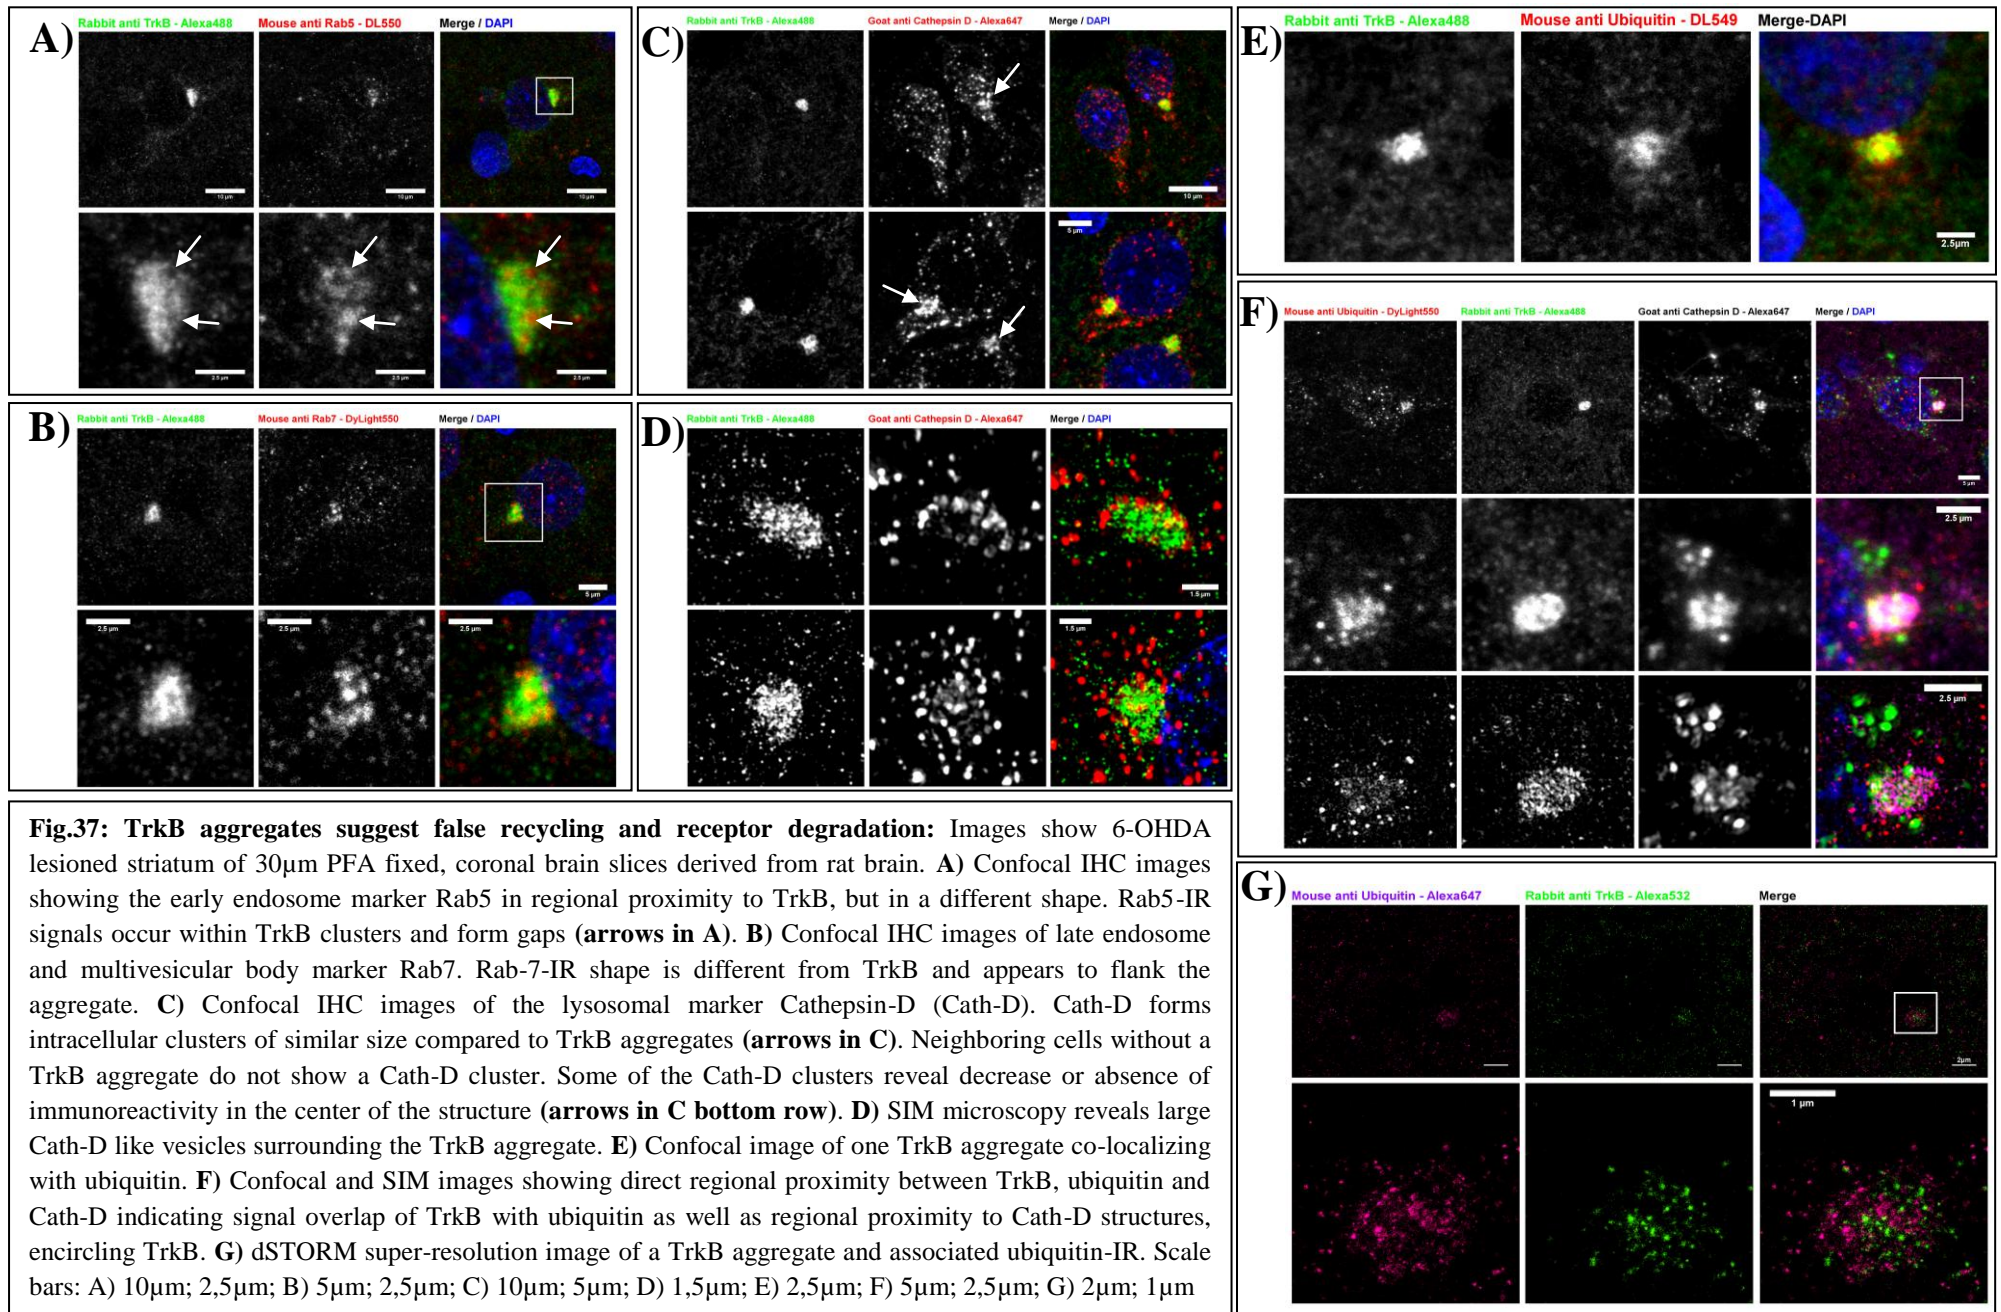 A)
Rabbit anti TrkB - Alexa488 Mouse anti Rab5 - DL550 Merge / DAPI
10 µm 10 µm 10 µm
2.5 µm 2.5 µm 2.5 µm
B)
Rabbit anti TrkB - Alexa488 Mouse anti Rab7 - DyLight550 Merge / DAPI
5 µm
2.5 µm 2.5 µm 2.5 µm
C)
Rabbit anti TrkB - Alexa488 Goat anti Cathepsin D - Alexa647 Merge / DAPI
10 µm
5 µm
D)
Rabbit anti TrkB - Alexa488 Goat anti Cathepsin D - Alexa647 Merge / DAPI
1.5 µm
1.5 µm
E)
Rabbit anti TrkB - Alexa488 Mouse anti Ubiquitin - DL549 Merge-DAPI
2.5µm
F)
Mouse anti Ubiquitin - DyLight550 Rabbit anti TrkB - Alexa488 Goat anti Cathepsin D - Alexa647 Merge / DAPI
5 µm
2.5 µm
2.5 µm
G)
Mouse anti Ubiquitin - Alexa647 Rabbit anti TrkB - Alexa532 Merge
2µm
1 µm
Fig.37: TrkB aggregates suggest false recycling and receptor degradation: Images show 6-OHDA
lesioned striatum of 30µm PFA fixed, coronal brain slices derived from rat brain. A) Confocal IHC images
showing the early endosome marker Rab5 in regional proximity to TrkB, but in a different shape. Rab5-IR
signals occur within TrkB clusters and form gaps (arrows in A). B) Confocal IHC images of late endosome
and multivesicular body marker Rab7. Rab-7-IR shape is different from TrkB and appears to flank the
aggregate. C) Confocal IHC images of the lysosomal marker Cathepsin-D (Cath-D). Cath-D forms
intracellular clusters of similar size compared to TrkB aggregates (arrows in C). Neighboring cells without a
TrkB aggregate do not show a Cath-D cluster. Some of the Cath-D clusters reveal decrease or absence of
immunoreactivity in the center of the structure (arrows in C bottom row). D) SIM microscopy reveals large
Cath-D like vesicles surrounding the TrkB aggregate. E) Confocal image of one TrkB aggregate co-localizing
with ubiquitin. F) Confocal and SIM images showing direct regional proximity between TrkB, ubiquitin and
Cath-D indicating signal overlap of TrkB with ubiquitin as well as regional proximity to Cath-D structures,
encircling TrkB. G) dSTORM super-resolution image of a TrkB aggregate and associated ubiquitin-IR. Scale
bars: A) 10µm; 2,5µm; B) 5µm; 2,5µm; C) 10µm; 5µm; D) 1,5µm; E) 2,5µm; F) 5µm; 2,5µm; G) 2µm; 1µm